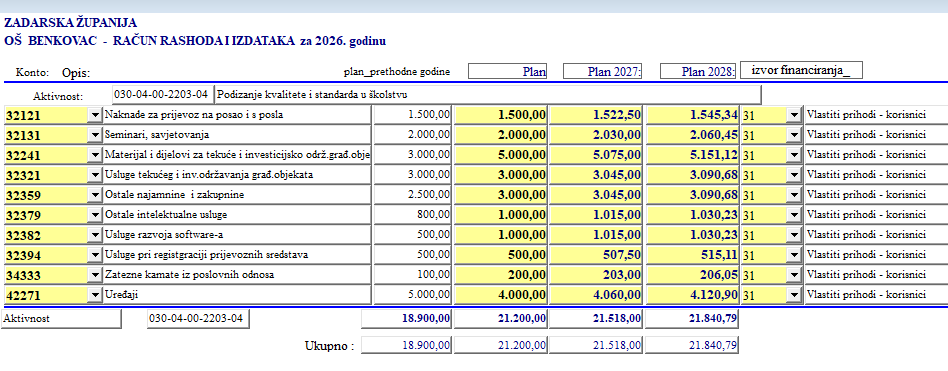 ZADARSKA ŽUPANIJA
OŠ BENKOVAC - RAČUN RASHODA I IZDATAKA za 2026. godinu
Konto: Opis: plan_prethodne godine Plan Plan 2027: Plan 2028: izvor financiranja_
Aktivnost: 030-04-00-2203-04 Podizanje kvalitete i standarda u školstvu
32121 Naknade za prijevoz na posao i s posla 1.500,00 1.500,00 1.522,50 1.545,34 31 Vlastiti prihodi - korisnici
32131 Seminari, savjetovanja 2.000,00 2.000,00 2.030,00 2.060,45 31 Vlastiti prihodi - korisnici
32241 Materijal i dijelovi za tekuće i investicijsko održ.građ.obje 3.000,00 5.000,00 5.075,00 5.151,12 31 Vlastiti prihodi - korisnici
32321 Usluge tekućeg i inv.održavanja građ.objekata 3.000,00 3.000,00 3.045,00 3.090,68 31 Vlastiti prihodi - korisnici
32359 Ostale najamnine i zakupnine 2.500,00 3.000,00 3.045,00 3.090,68 31 Vlastiti prihodi - korisnici
32379 Ostale intelektualne usluge 800,00 1.000,00 1.015,00 1.030,23 31 Vlastiti prihodi - korisnici
32382 Usluge razvoja software-a 500,00 1.000,00 1.015,00 1.030,23 31 Vlastiti prihodi - korisnici
32394 Usluge pri registgraciji prijevoznih sredstava 500,00 500,00 507,50 515,11 31 Vlastiti prihodi - korisnici
34333 Zatezne kamate iz poslovnih odnosa 100,00 200,00 203,00 206,05 31 Vlastiti prihodi - korisnici
42271 Uređaji 5.000,00 4.000,00 4.060,00 4.120,90 31 Vlastiti prihodi - korisnici
Aktivnost 030-04-00-2203-04 18.900,00 21.200,00 21.518,00 21.840,79
Ukupno : 18.900,00 21.200,00 21.518,00 21.840,79